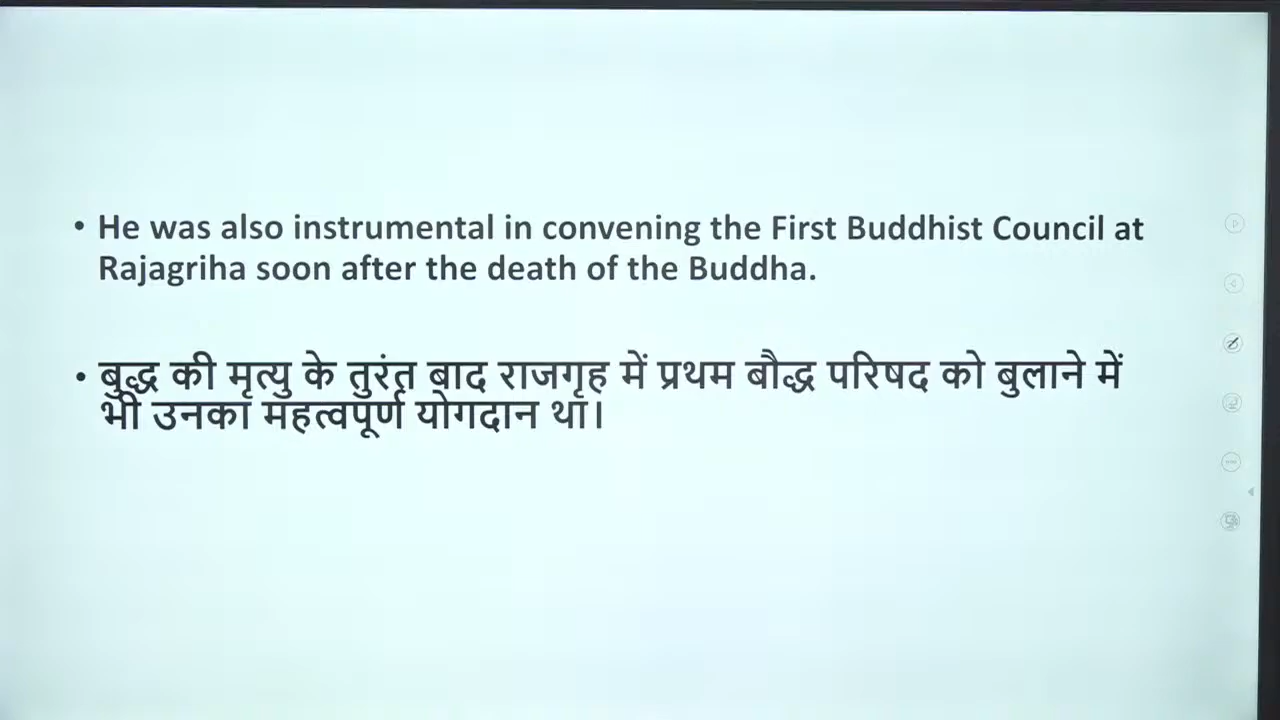 • He was also instrumental in convening the First Buddhist Council at
Rajagriha soon after the death of the Buddha.
• बुद्ध की मृत्यु के तुरंत बाद राजगृह में प्रथम बौद्ध परिषद को बुलाने में
भी उनका महत्वपूर्ण योगदान था।